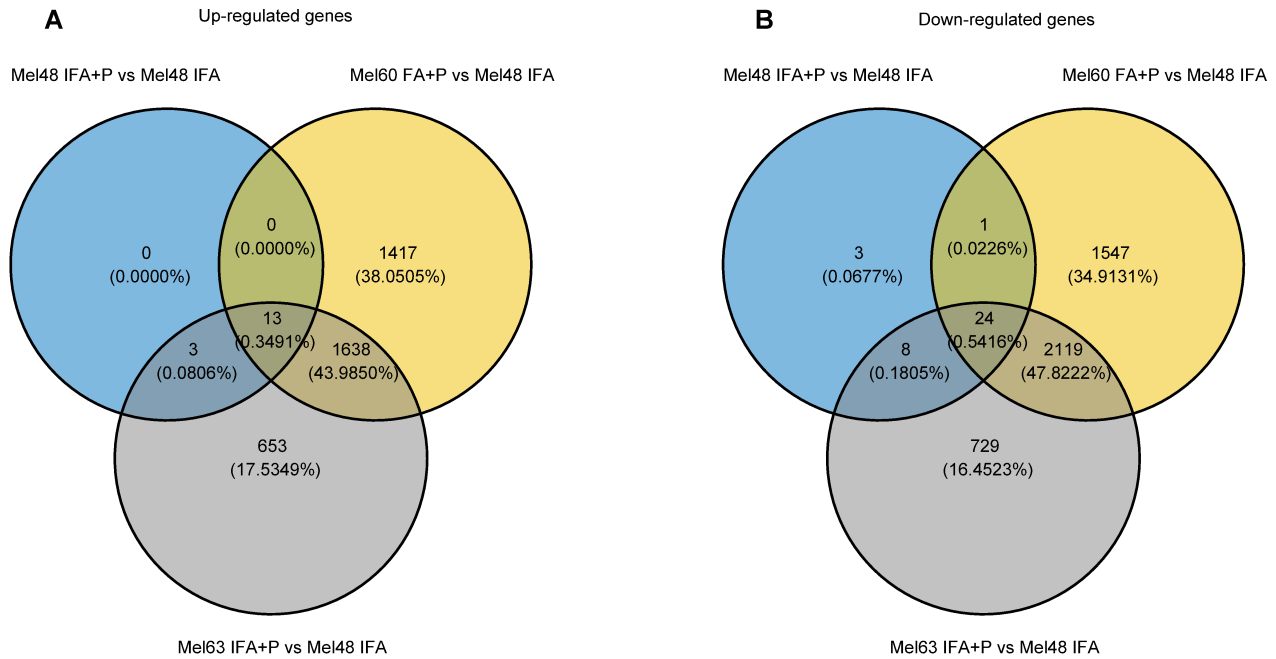 A
Up-regulated genes
Mel48 IFA+P vs Mel48 IFA
Mel60 FA+P vs Mel48 IFA
0
(0.0000%)
0
(0.0000%)
1417
(38.0505%)
13
(0.3491%)
3
(0.0806%)
1638
(43.9850%)
653
(17.5349%)
Mel63 IFA+P vs Mel48 IFA
B
Down-regulated genes
Mel48 IFA+P vs Mel48 IFA
Mel60 FA+P vs Mel48 IFA
1
(0.0226%)
3
(0.0677%)
1547
(34.9131%)
24
(0.5416%)
8
(0.1805%)
2119
(47.8222%)
729
(16.4523%)
Mel63 IFA+P vs Mel48 IFA